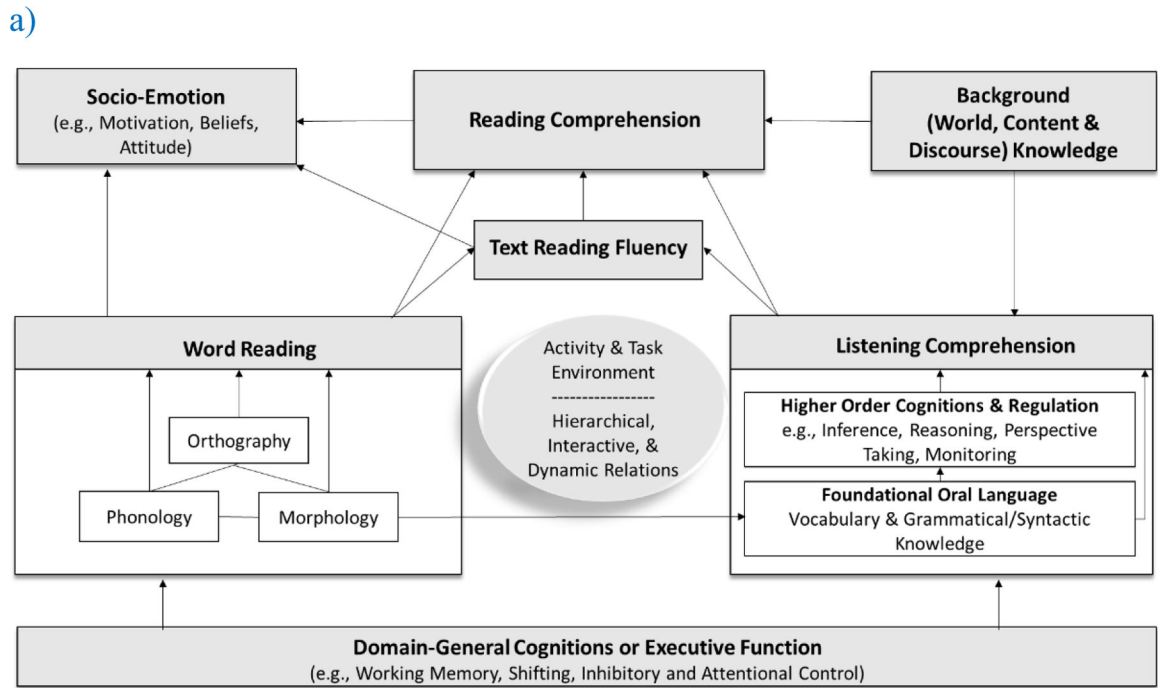 a)
Socio-Emotion
(e.g., Motivation, Beliefs,
Attitude)
Reading Comprehension
Background
(World, Content &
Discourse) Knowledge
Text Reading Fluency
Word Reading
Orthography
Phonology
Morphology
Activity & Task
Environment
-----------------
Hierarchical,
Interactive, &
Dynamic Relations
Listening Comprehension
Higher Order Cognitions & Regulation
e.g., Inference, Reasoning, Perspective
Taking, Monitoring
Foundational Oral Language
Vocabulary & Grammatical/Syntactic
Knowledge
Domain-General Cognitions or Executive Function
(e.g., Working Memory, Shifting, Inhibitory and Attentional Control)